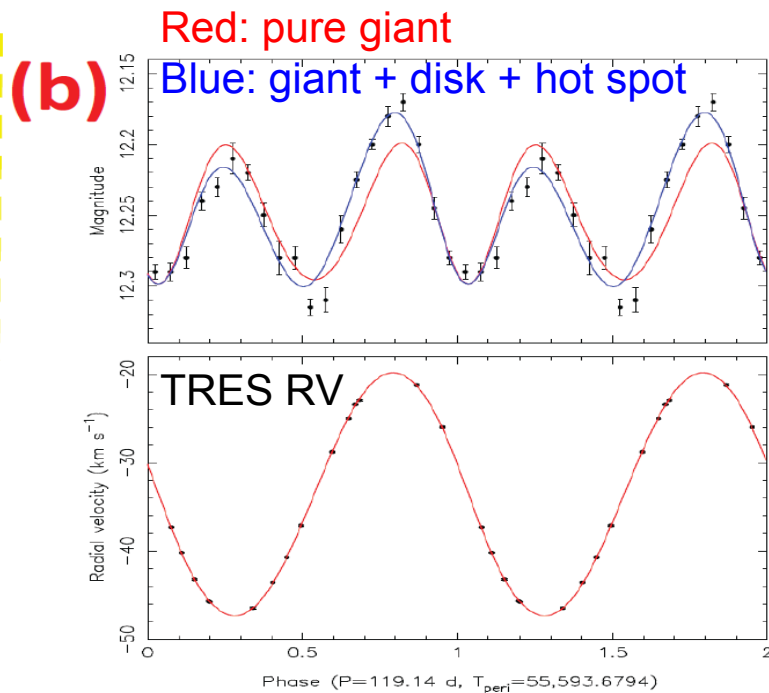 Red: pure giant
(b)
Blue: giant + disk + hot spot
12.15
12.2
12.25
12.3
Magnitude
TRES RV
−20
−30
−40
−50
Radial velocity (km s⁻¹)
0 0.5 1 1.5 2
Phase (P=119.14 d, Tperi=55,593.6794)